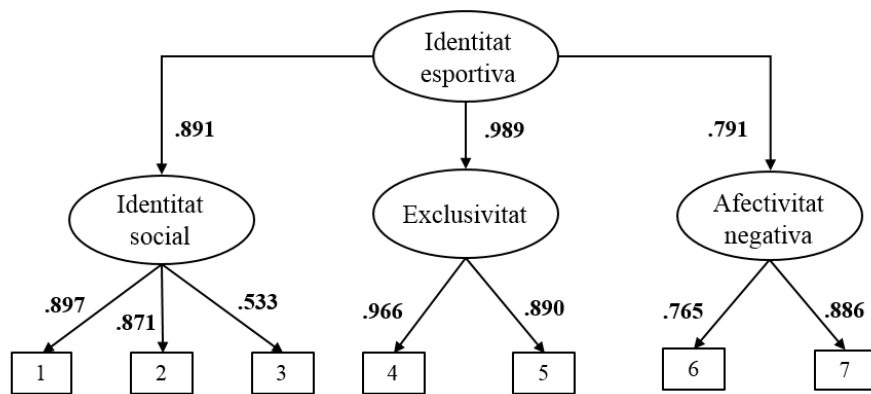 Identitat
esportiva
.891
.989
.791
Identitat
social
Exclusivitat
Afectivitat
negativa
.897
.871
.533
.966
.890
.765
.886
1
2
3
4
5
6
7